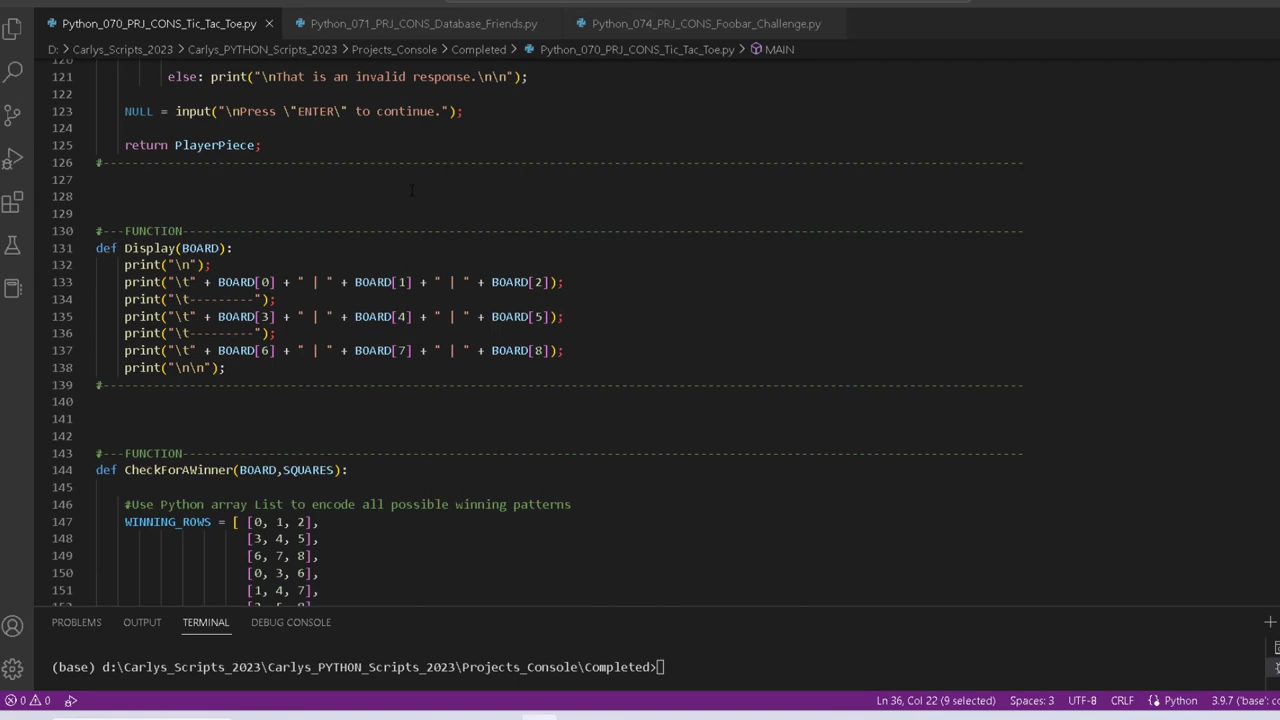 Python_070_PRJ_CONS_Tic_Tac_Toe.py × Python_071_PRJ_CONS_Database_Friends.py Python_074_PRJ_CONS_Foobar_Challenge.py
D: > Carlys_Scripts_2023 > Carlys_PYTHON_Scripts_2023 > Projects_Console > Completed > Python_070_PRJ_CONS_Tic_Tac_Toe.py > MAIN
120
121 else: print("\nThat is an invalid response.\n\n");
122
123 NULL = input("\nPress \"ENTER\" to continue.");
124
125 return PlayerPiece;
126 #--------------------------------------------------------------------------------------------------------------------------------
127
128
129
130 #---FUNCTION---------------------------------------------------------------------------------------------------------------------
131 def Display(BOARD):
132 print("\n");
133 print("\t" + BOARD[0] + " | " + BOARD[1] + " | " + BOARD[2]);
134 print("\t---------");
135 print("\t" + BOARD[3] + " | " + BOARD[4] + " | " + BOARD[5]);
136 print("\t---------");
137 print("\t" + BOARD[6] + " | " + BOARD[7] + " | " + BOARD[8]);
138 print("\n\n");
139 #--------------------------------------------------------------------------------------------------------------------------------
140
141
142
143 #---FUNCTION---------------------------------------------------------------------------------------------------------------------
144 def CheckForAWinner(BOARD,SQUARES):
145
146 #Use Python array List to encode all possible winning patterns
147 WINNING_ROWS = [ [0, 1, 2],
148 [3, 4, 5],
149 [6, 7, 8],
150 [0, 3, 6],
151 [1, 4, 7],
PROBLEMS OUTPUT TERMINAL DEBUG CONSOLE
(base) d:\Carlys_Scripts_2023\Carlys_PYTHON_Scripts_2023\Projects_Console\Completed>
0 0 Ln 36, Col 22 (9 selected) Spaces: 3 UTF-8 CRLF Python 3.9.7 ('base': co